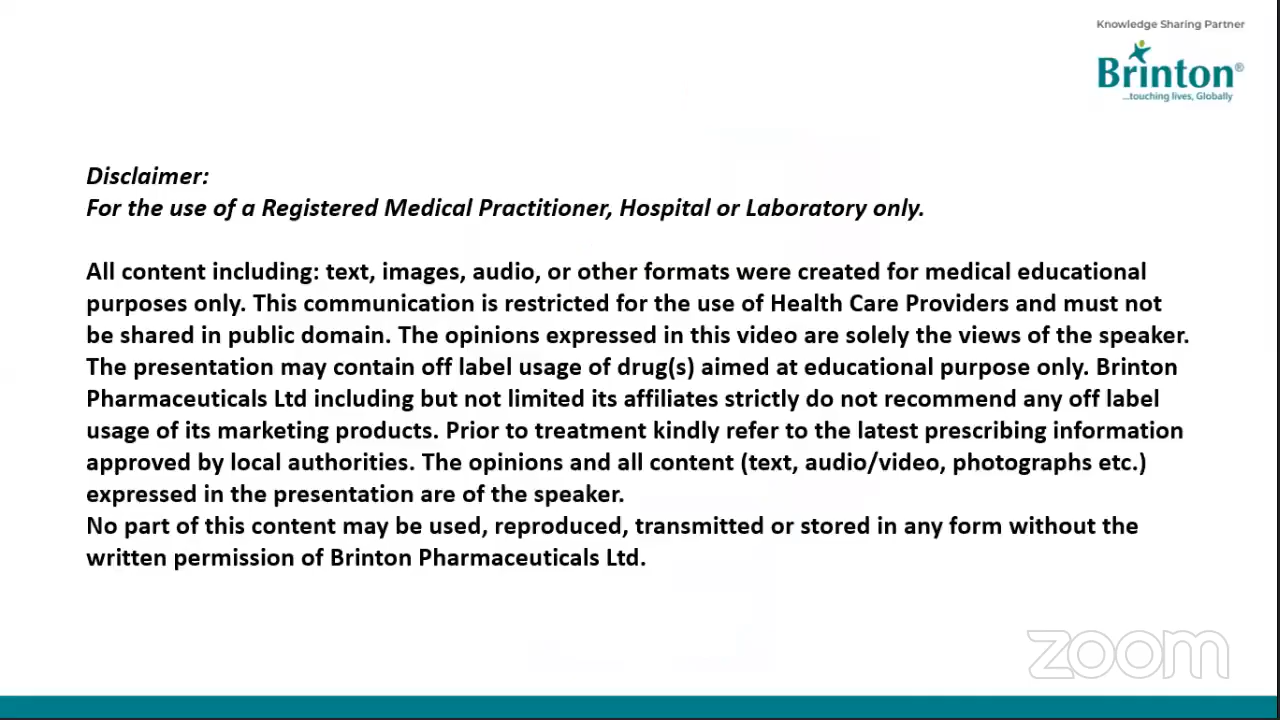 Knowledge Sharing Partner
Brinton®
...touching lives, Globally
Disclaimer:
For the use of a Registered Medical Practitioner, Hospital or Laboratory only.
All content including: text, images, audio, or other formats were created for medical educational
purposes only. This communication is restricted for the use of Health Care Providers and must not
be shared in public domain. The opinions expressed in this video are solely the views of the speaker.
The presentation may contain off label usage of drug(s) aimed at educational purpose only. Brinton
Pharmaceuticals Ltd including but not limited its affiliates strictly do not recommend any off label
usage of its marketing products. Prior to treatment kindly refer to the latest prescribing information
approved by local authorities. The opinions and all content (text, audio/video, photographs etc.)
expressed in the presentation are of the speaker.
No part of this content may be used, reproduced, transmitted or stored in any form without the
written permission of Brinton Pharmaceuticals Ltd.
zoom